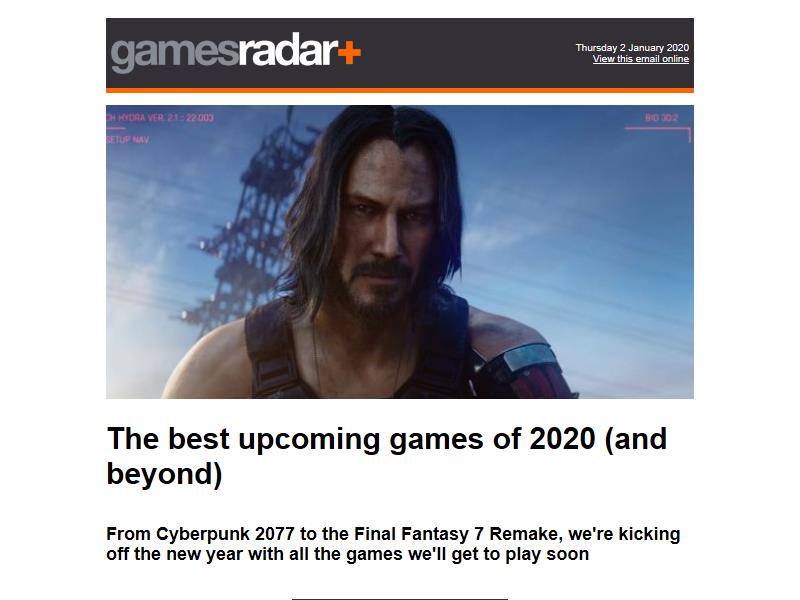 gamesradar+
Thursday 2 January 2020
View this email online
CH HYDRA VER. 2.1 :: 22.003
SETUP NAV
BIO 30:2
The best upcoming games of 2020 (and
beyond)
From Cyberpunk 2077 to the Final Fantasy 7 Remake, we're kicking
off the new year with all the games we'll get to play soon